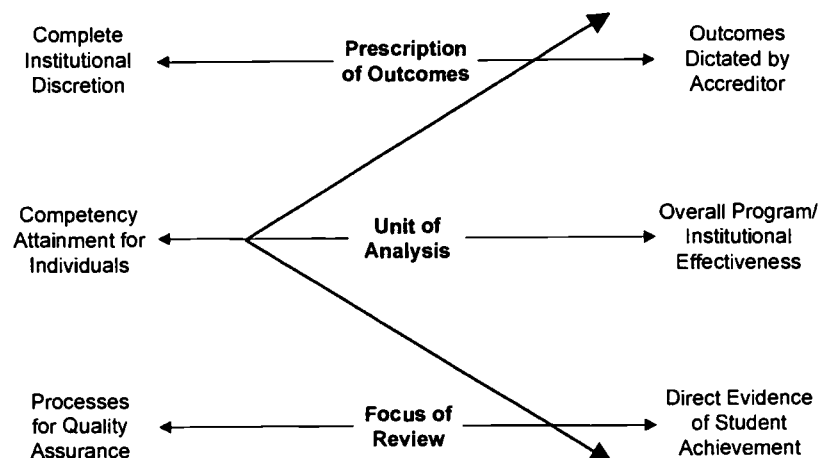 Complete
Institutional
Discretion
Prescription
of Outcomes
Outcomes
Dictated by
Accreditor
Competency
Attainment for
Individuals
Unit of
Analysis
Overall Program/
Institutional
Effectiveness
Processes
for Quality
Assurance
Focus of
Review
Direct Evidence
of Student
Achievement